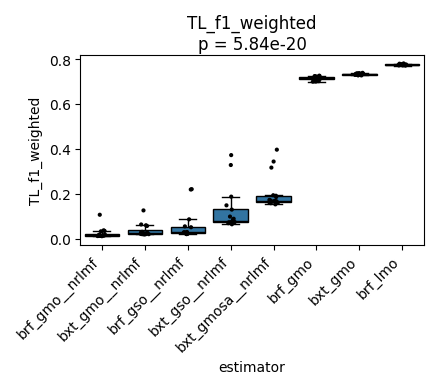 TL_f1_weighted
p = 5.84e-20
TL_f1_weighted
0.8
0.6
0.4
0.2
0.0
brf_gmo__nrlmf
bxt_gmo__nrlmf
brf_gso__nrlmf
bxt_gso__nrlmf
bxt_gmosa__nrlmf
brf_gmo
bxt_gmo
brf_lmo
estimator